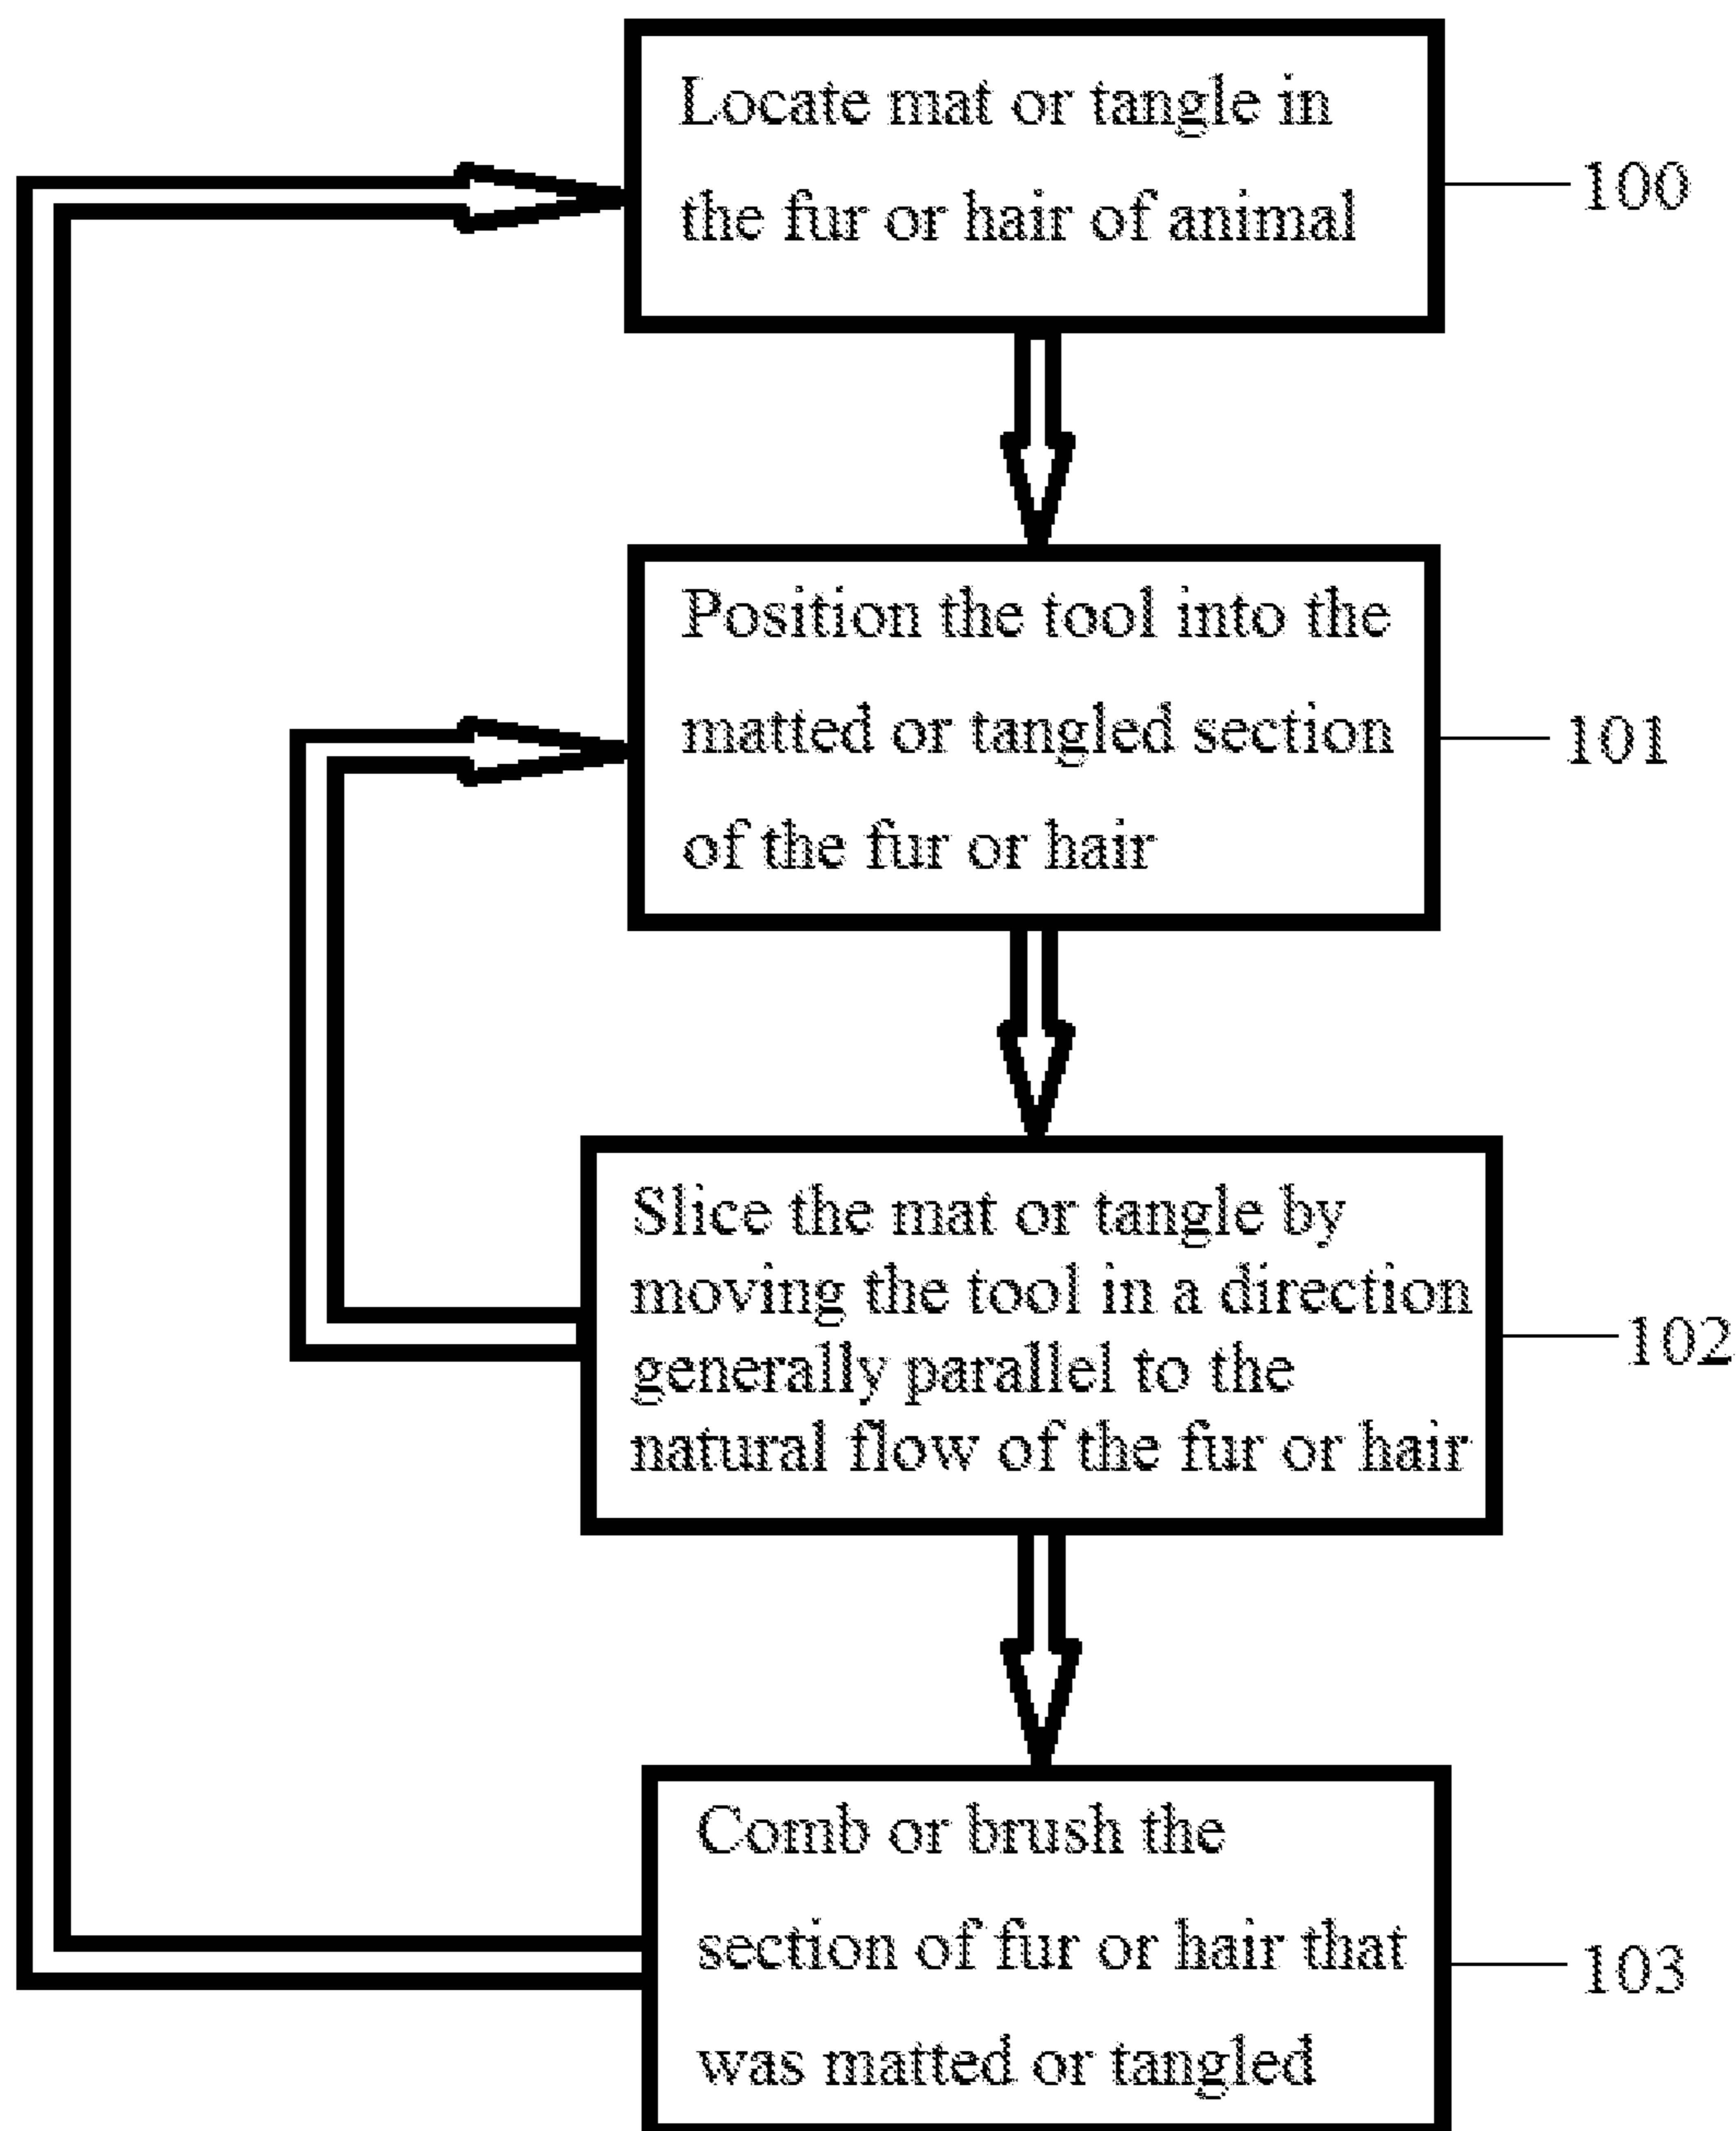 Locate mat or tangle in
the fur or hair of animal
100
Position the tool into the
matted or tangled section
of the fur or hair
101
Slice the mat or tangle by
moving the tool in a direction
generally parallel to the
natural flow of the fur or hair
102
Comb or brush the
section of fur or hair that
was matted or tangled
103